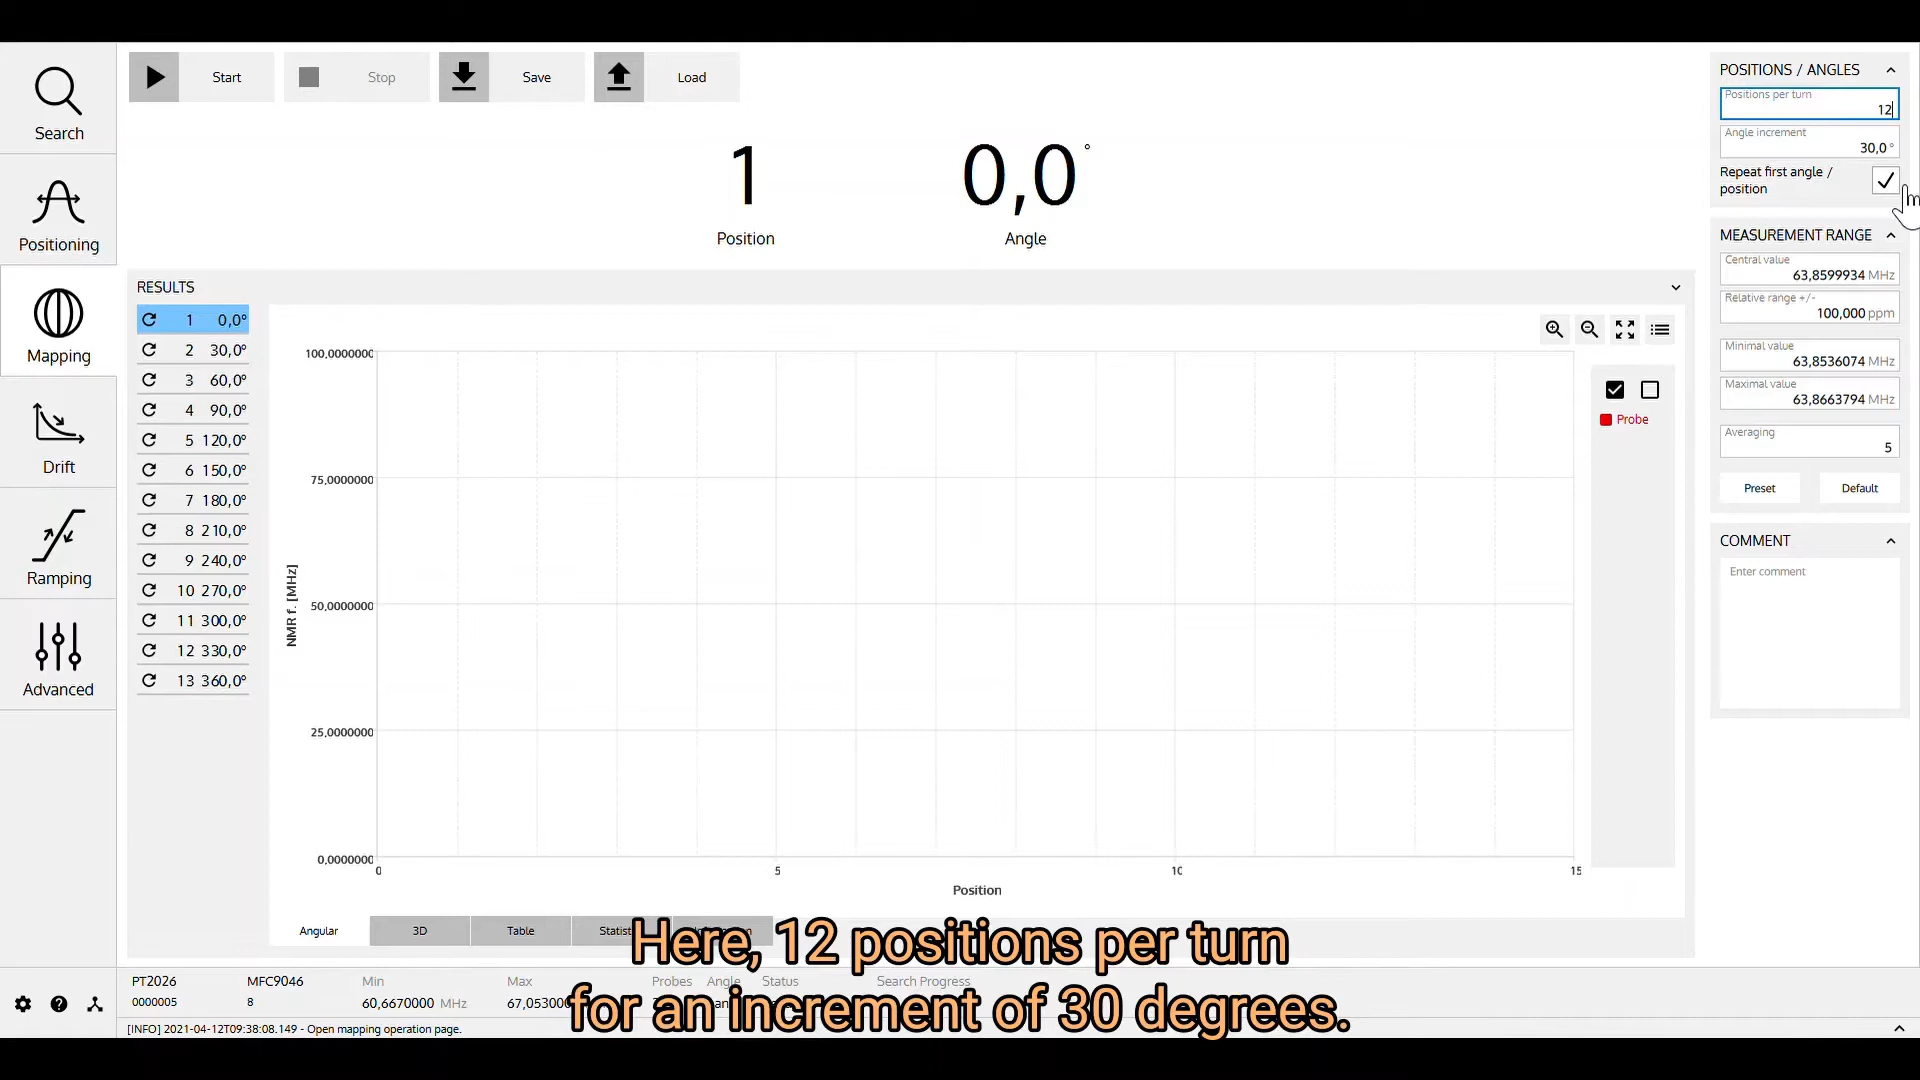 Start
Stop
Save
Load
Search
Positioning
Mapping
Drift
Ramping
Advanced
1
Position
0,0°
Angle
RESULTS
1 0,0°
2 30,0°
3 60,0°
4 90,0°
5 120,0°
6 150,0°
7 180,0°
8 210,0°
9 240,0°
10 270,0°
11 300,0°
12 330,0°
13 360,0°
100,0000000
75,0000000
50,0000000
25,0000000
0,0000000
NMR f. [MHz]
0 5 10 15
Position
Probe
Angular
3D
Table
POSITIONS / ANGLES
Positions per turn
12
Angle increment
30,0 °
Repeat first angle /
position
MEASUREMENT RANGE
Central value
63,8599934 MHz
Relative range +/-
100,000 ppm
Minimal value
63,8536074 MHz
Maximal value
63,8663794 MHz
Averaging
5
Preset
Default
COMMENT
Enter comment
Here, 12 positions per turn
for an increment of 30 degrees.
PT2026
0000005
MFC9046
8
Min
60,6670000 MHz
Max
67,053000
Probes
Angle
Status
Search Progress
[INFO] 2021-04-12T09:38:08.149 - Open mapping operation page.